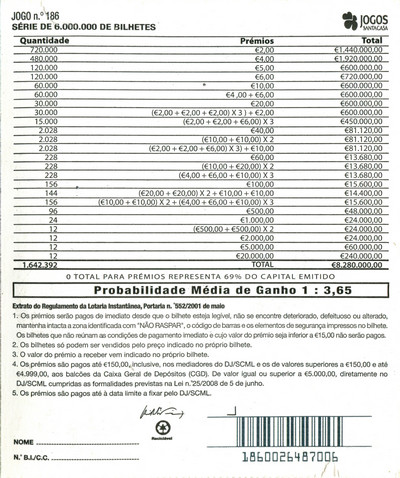 JOGO n.º 186
SÉRIE DE 6.000.000 DE BILHETES
JOGOS
SANTACASA
Quantidade Prémios Total
720.000 €2,00 €1.440.000,00
480.000 €4,00 €1.920.000,00
120.000 €5,00 €600.000,00
120.000 €6,00 €720.000,00
60.000 €10,00 €600.000,00
60.000 €4 ,00 + €6,00 €600.000,00
30.000 €20,00 €600.000,00
30.000 (€2,00 + €2,00 + €2,00) X 3 ) + €2,00 €600.000,00
15.000 (€2,00 + €2,00 + €6,00) X 3 €450.000,00
2.028 €40,00 €81.120,00
2.028 (€10,00 + €10,00) X 2 €81.120,00
2.028 (€2,00 + €2,00 + €6,00) X 3) + €10,00 €81.120,00
228 €60,00 €13.680,00
228 (€10,00 + €20,00) X 2 €13.680,00
228 (€4,00 + €6,00 + €10,00) X 3 €13.680,00
156 €100,00 €15.600,00
144 (€20,00 + €20,00) X 2 + €10,00 + €10,00 €14.400,00
156 (€10,00 + €10,00) X 2 + (€4,00 + €6,00 + €10,00) X 3 €15.600,00
96 €500,00 €48.000,00
24 €1.000,00 €24.000,00
12 (€500,00 + €500,00) X 2 €24.000,00
12 €2.000,00 €24.000,00
12 €5.000,00 €60.000,00
12 €20.000,00 €240.000,00
1.642.392 TOTAL €8.280.000,00
O TOTAL PARA PRÉMIOS REPRESENTA 69% DO CAPITAL EMITIDO
Probabilidade Média de Ganho 1 : 3,65
Extrato do Regulamento da Lotaria Instantânea, Portaria n. º552/2001 de maio
1: Os prémios serão pagos de imediato desde que o bilhete esteja legível, não se encontre deteriorado, defeituoso ou alterado,
mantenha intacta a zona identificada com "NÃO RASPAR", o código de barras e os elementos de segurança impressos no bilhete.
Os bilhetes que não reúnam as condições de pagamento imediato e cujo valor do prémio seja inferior a €15,00 não serão pagos.
2. Os bilhetes só podem ser vendidos pelo preço indicado no próprio bilhete.
3. O valor do prémio a receber vem indicado no próprio bilhete.
4. Os prémios são pagos até €150,00, inclusive, nos mediadores do DJ/SCML e os de valores superiores a €150,00 e até
€4.999,00, aos balcões da Caixa Geral de Depósitos (CGD). De valor igual ou superior a €5.000,00, diretamente no
DJ/SCML cumpridas as formalidades previstas na Lei n.º25/2008 de 5 de junho.
5. Os prémios são pagos até à data limite a fixar pelo DJ/SCML.
Reciclável
NOME
N.º B.I./C.C.
1860026487006